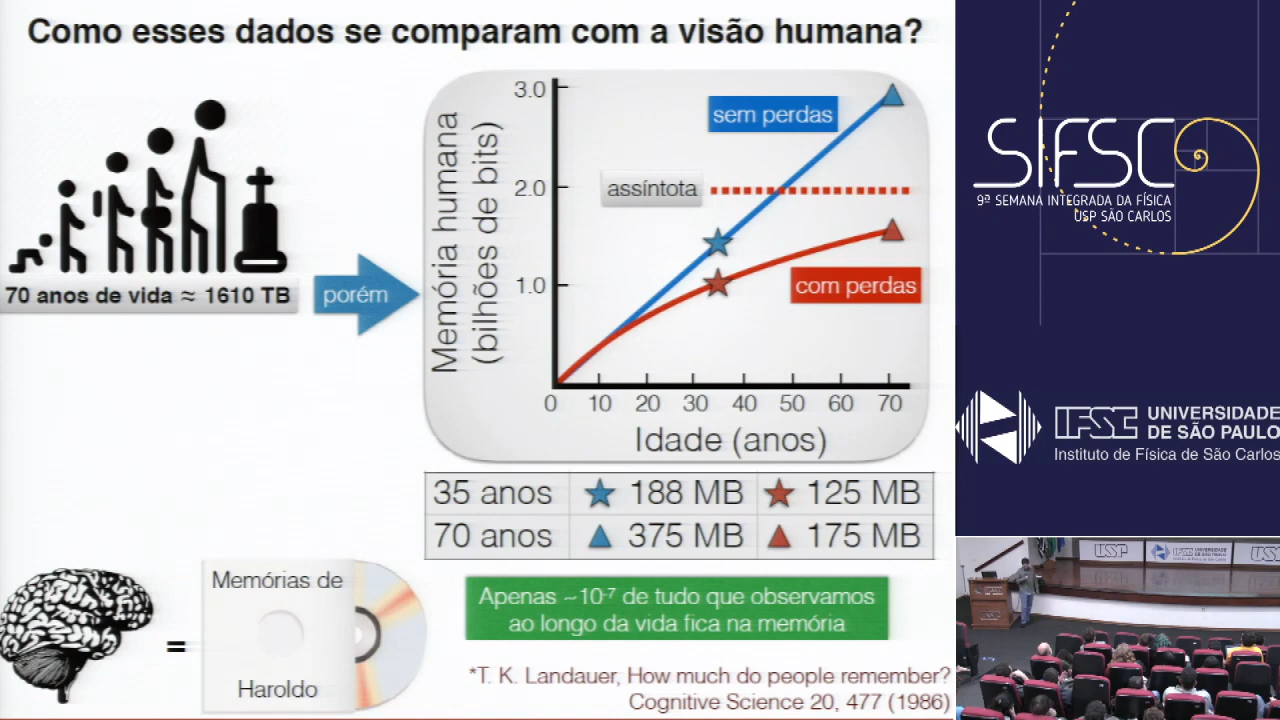 Como esses dados se comparam com a visão humana?
70 anos de vida ≈ 1610 TB
porém
Memória humana
(bilhões de bits)
3.0
2.0
1.0
sem perdas
assíntota
com perdas
0 10 20 30 40 50 60 70
Idade (anos)
35 anos 188 MB 125 MB
70 anos 375 MB 175 MB
Memórias de
Haroldo
=
Apenas ~10⁻⁷ de tudo que observamos
ao longo da vida fica na memória
*T. K. Landauer, How much do people remember?
Cognitive Science 20, 477 (1986)
SIFSC
9ª SEMANA INTEGRADA DA FÍSICA
USP SÃO CARLOS
IFSC UNIVERSIDADE
DE SÃO PAULO
Instituto de Física de São Carlos
USP
IFSC